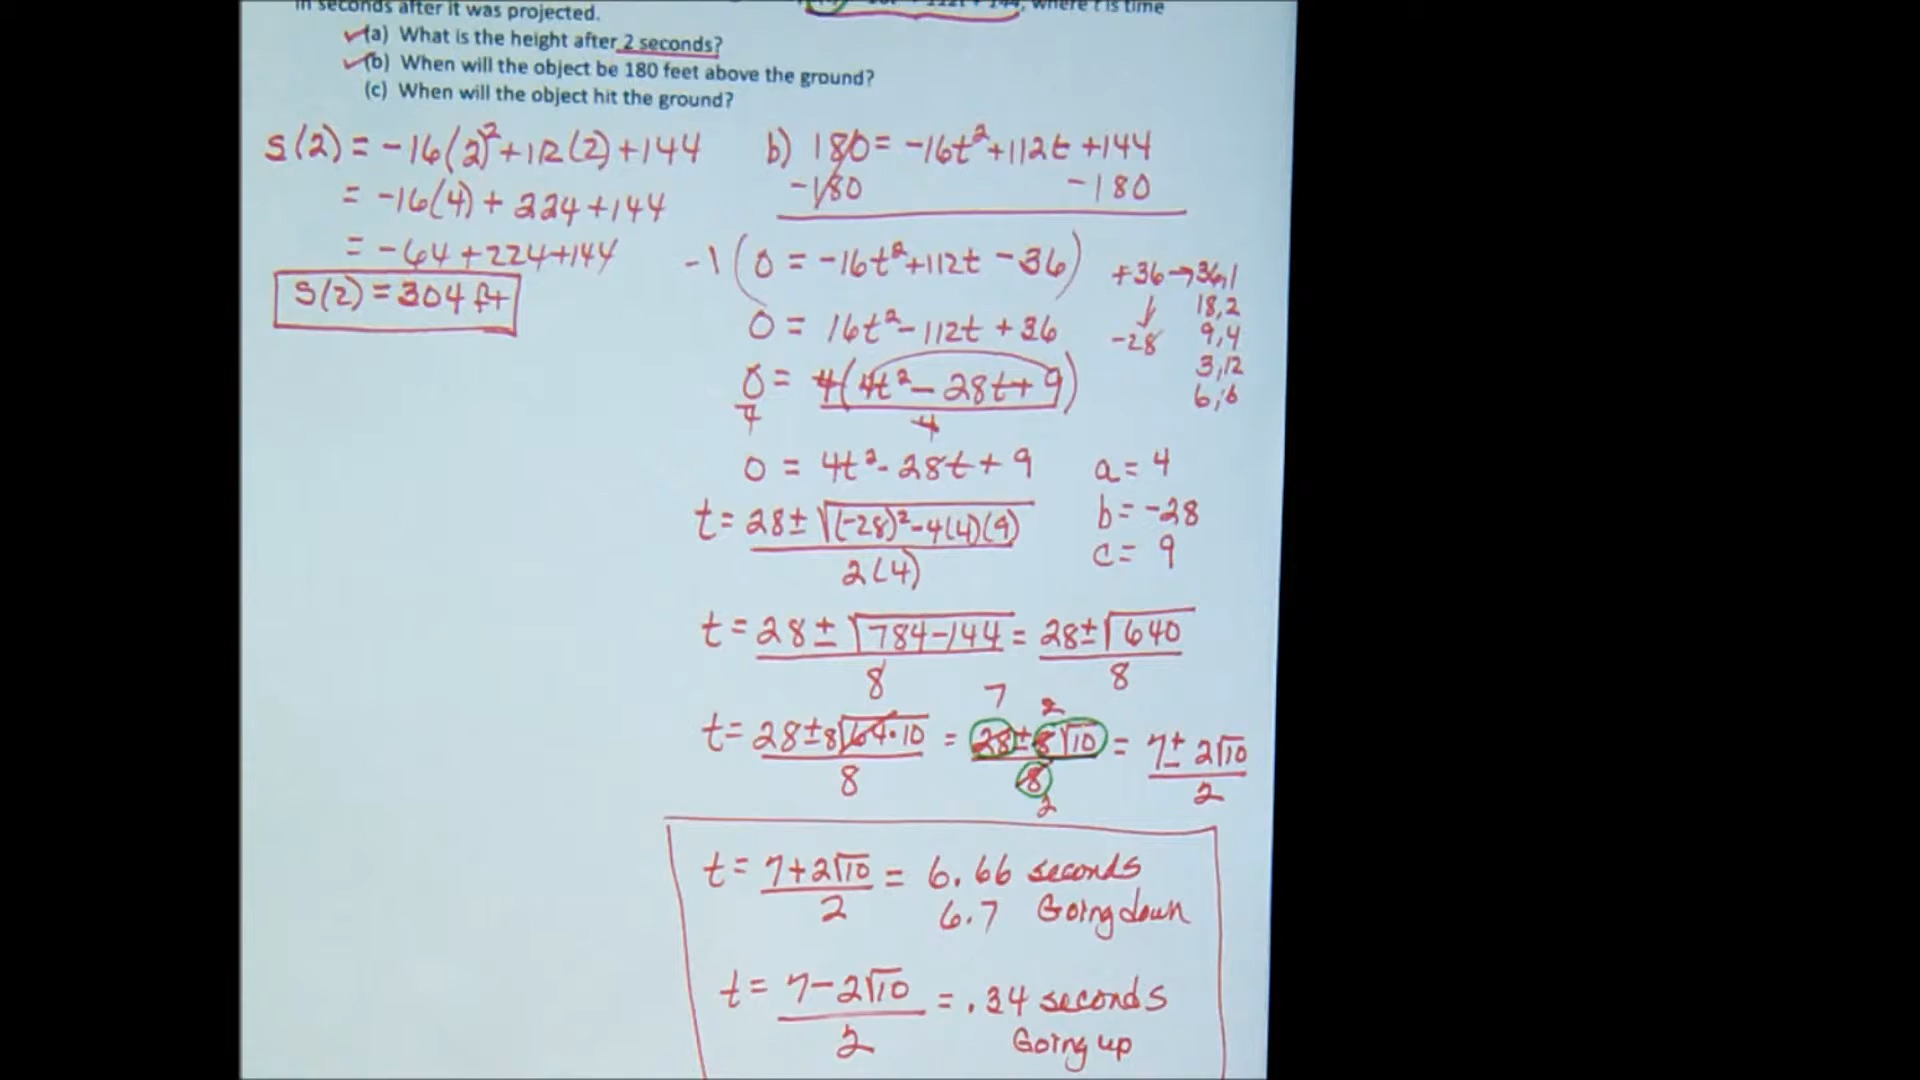 in seconds after it was projected. where t is time
(a) What is the height after 2 seconds?
(b) When will the object be 180 feet above the ground?
(c) When will the object hit the ground?
s(2) = -16(2)² + 112(2) + 144
= -16(4) + 224 + 144
= -64 + 224 + 144
s(2) = 304 ft
b) 180 = -16t² + 112t + 144
-180 -180
-1(0 = -16t² + 112t - 36)
0 = 16t² - 112t + 36
0 = 4(4t² - 28t + 9)
4 4
+36 → 36,1
↓ 18,2
-28 9,4
3,12
6,6
0 = 4t² - 28t + 9
a = 4
b = -28
c = 9
t = 28 ± √(-28)² - 4(4)(9)
2(4)
t = 28 ± √784-144 = 28 ± √640
8 8
7 2
t = 28 ± 8√64·10 = 28 ± 8√10 = 7 ± 2√10
8 8 2
2
t = 7+2√10 = 6.66 seconds
2 6.7 Going down
t = 7-2√10 = .34 seconds
2 Going up